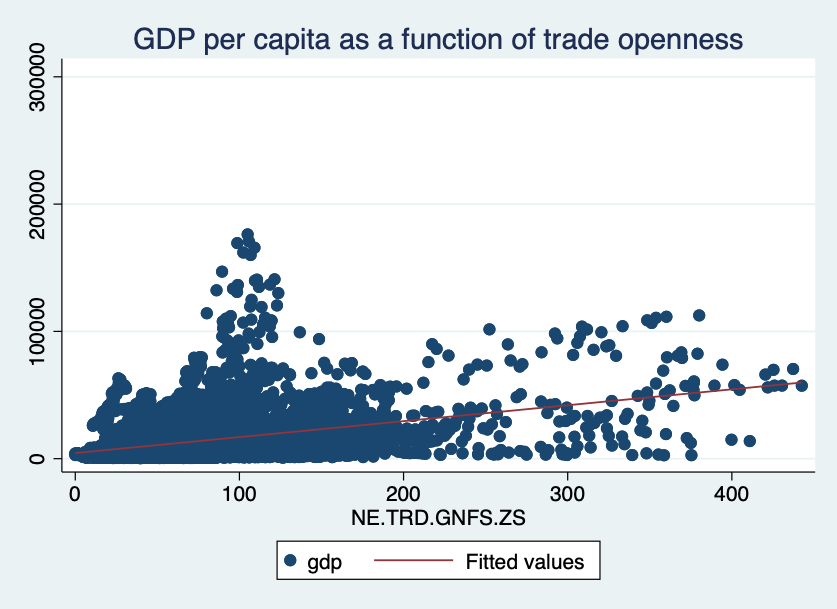 GDP per capita as a function of trade openness
300000
200000
100000
0
0 100 200 300 400
NE.TRD.GNFS.ZS
gdp Fitted values